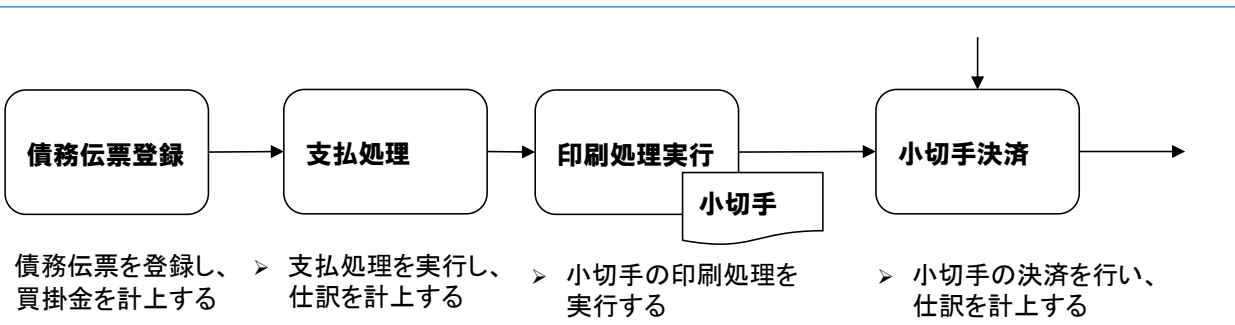 債務伝票登録
支払処理
印刷処理実行
小切手
小切手決済
債務伝票を登録し、
買掛金を計上する
➢ 支払処理を実行し、
仕訳を計上する
➢ 小切手の印刷処理を
実行する
➢ 小切手の決済を行い、
仕訳を計上する